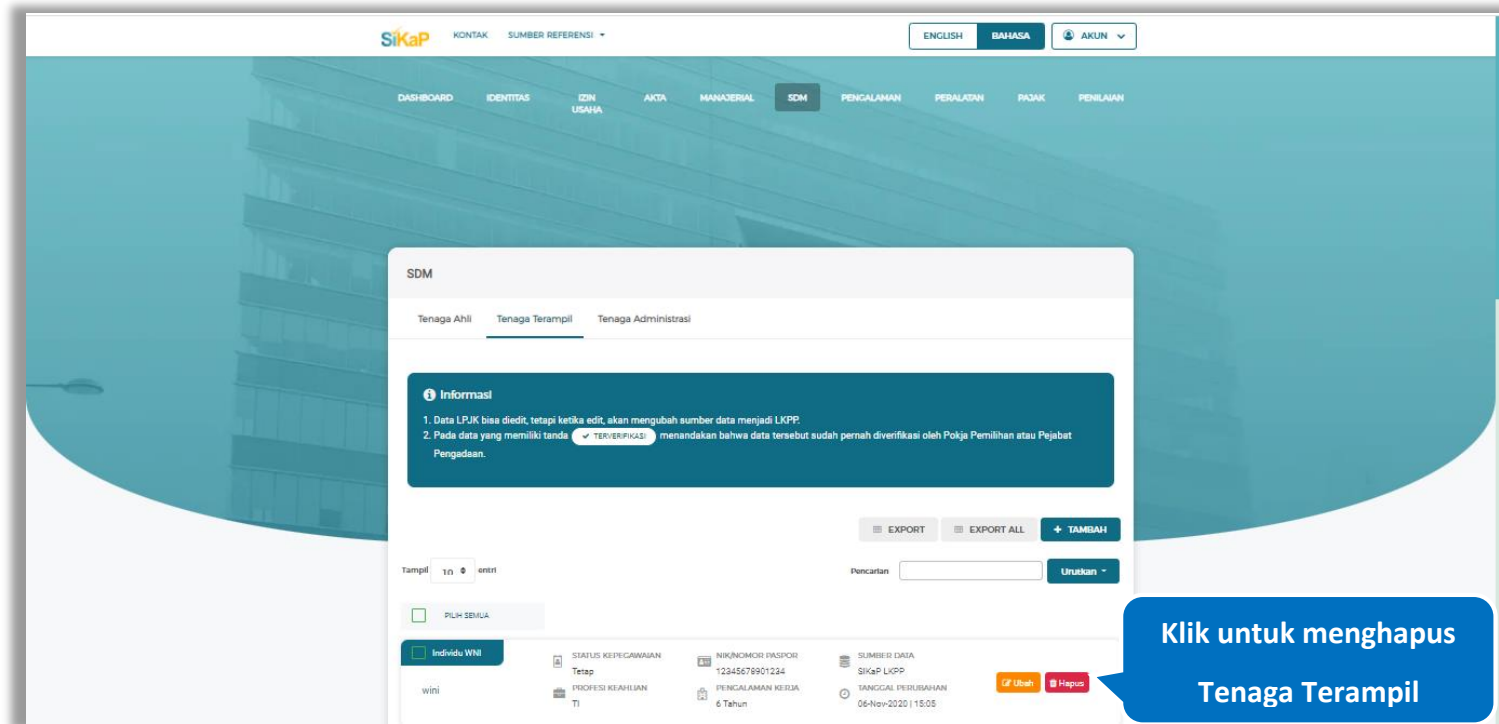 SiKaP KONTAK SUMBER REFERENSI ENGLISH BAHASA AKUN
DASHBOARD IDENTITAS IZIN USAHA AKTA MANAJERIAL SDM PENGALAMAN PERALATAN PAJAK PENILAIAN
SDM
Tenaga Ahli Tenaga Terampil Tenaga Administrasi
Informasi
1. Data LPJK bisa diedit, tetapi ketika edit, akan mengubah sumber data menjadi LKPP.
2. Pada data yang memiliki tanda TERVERIFIKASI menandakan bahwa data tersebut sudah pernah diverifikasi oleh Pokja Pemilihan atau Pejabat
Pengadaan.
EXPORT EXPORT ALL + TAMBAH
Tampil 10 entri Pencarian Urutkan
PILIH SEMUA
Individu WNI
wini
STATUS KEPEGAWAIAN
Tetap
PROFESI KEAHLIAN
TI
NIK/NOMOR PASPOR
12345678901234
PENGALAMAN KERJA
6 Tahun
SUMBER DATA
SIKaP LKPP
TANGGAL PERUBAHAN
06-Nov-2020 | 15:05
Ubah Hapus
Klik untuk menghapus
Tenaga Terampil